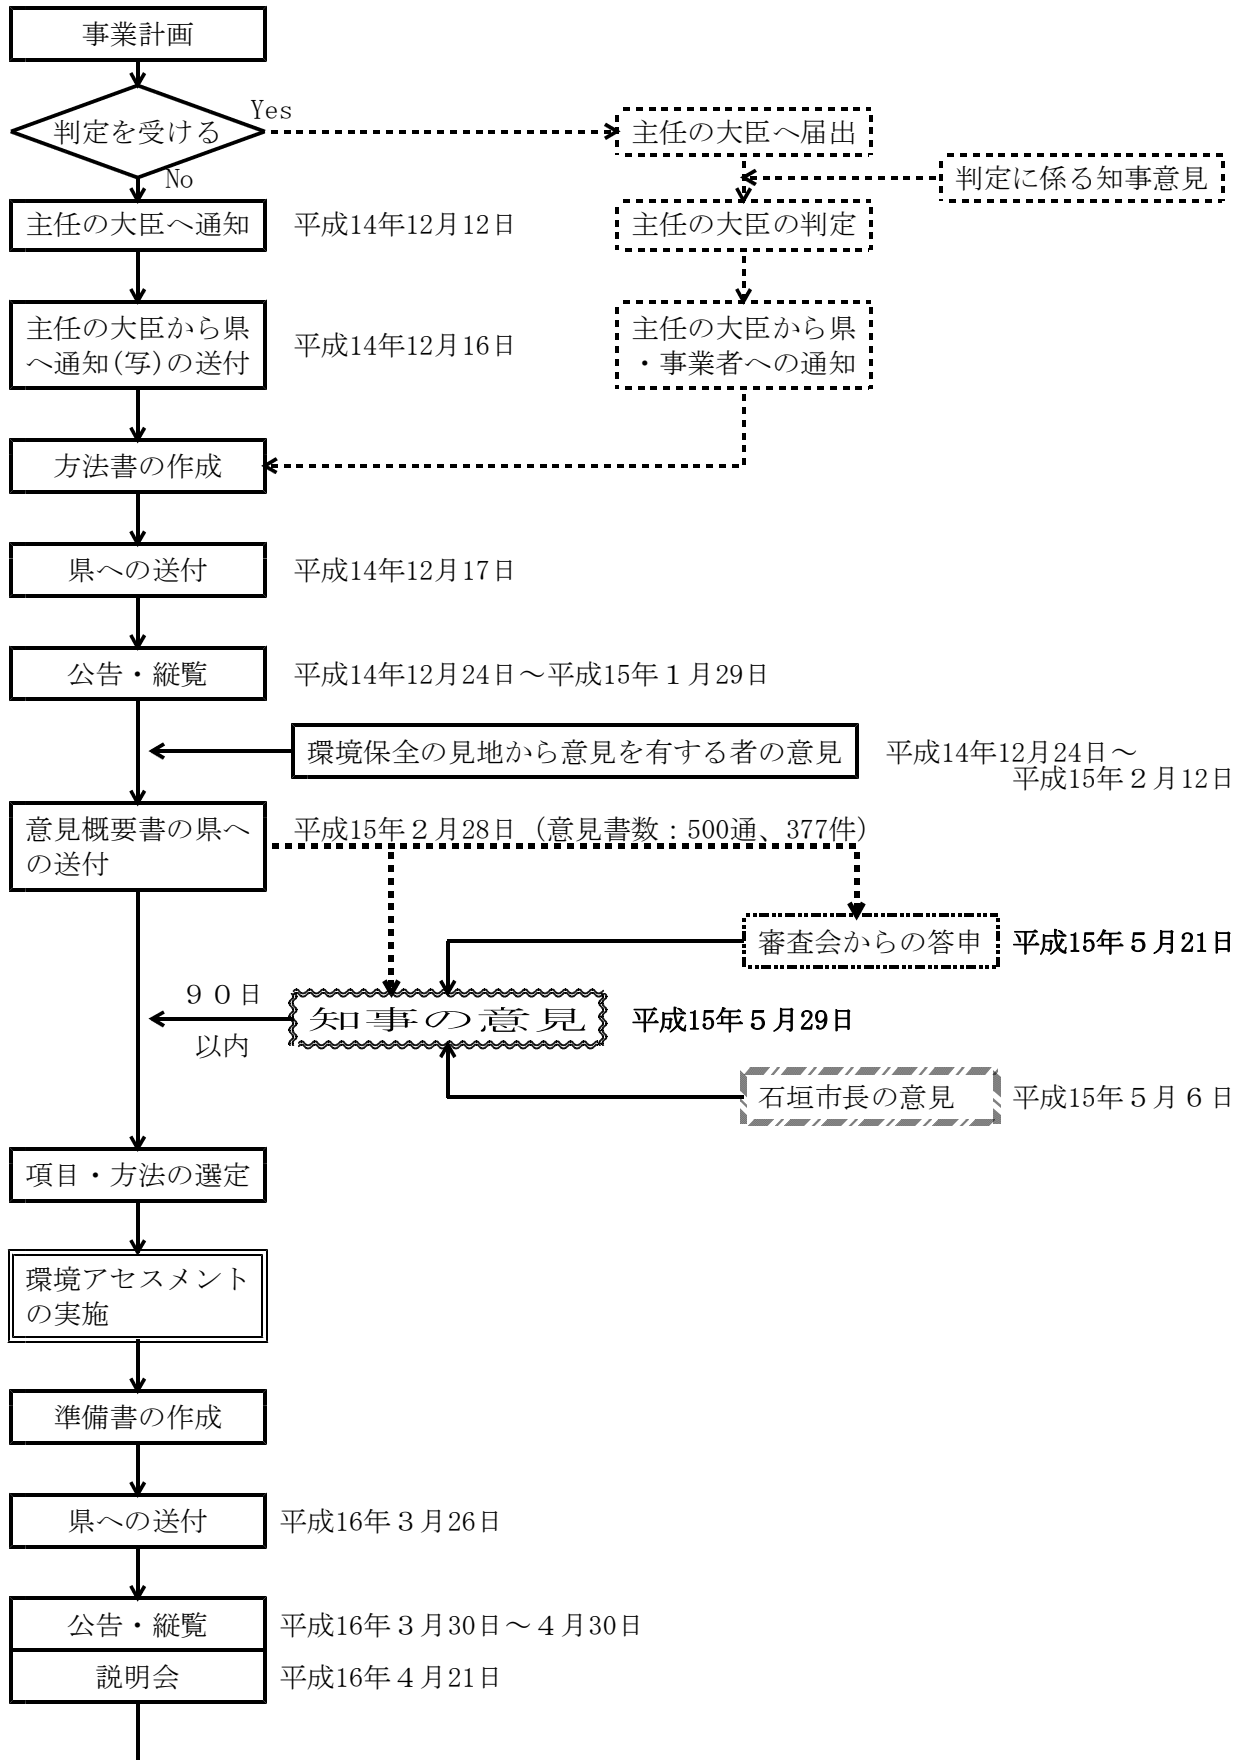 事業計画
Yes
判定を受ける
主任の大臣へ届出
No
判定に係る知事意見
主任の大臣へ通知
平成14年12月12日
主任の大臣の判定
主任の大臣から県
へ通知(写)の送付
平成14年12月16日
主任の大臣から県
・事業者への通知
方法書の作成
県への送付
平成14年12月17日
公告・縦覧
平成14年12月24日～平成15年１月29日
環境保全の見地から意見を有する者の意見
平成14年12月24日～
平成15年２月12日
意見概要書の県へ
の送付
平成15年２月28日（意見書数：500通、377件）
審査会からの答申
平成15年５月21日
９０日
以内
知事の意見
平成15年５月29日
石垣市長の意見
平成15年５月６日
項目・方法の選定
環境アセスメント
の実施
準備書の作成
県への送付
平成16年３月26日
公告・縦覧
平成16年３月30日～４月30日
説明会
平成16年４月21日